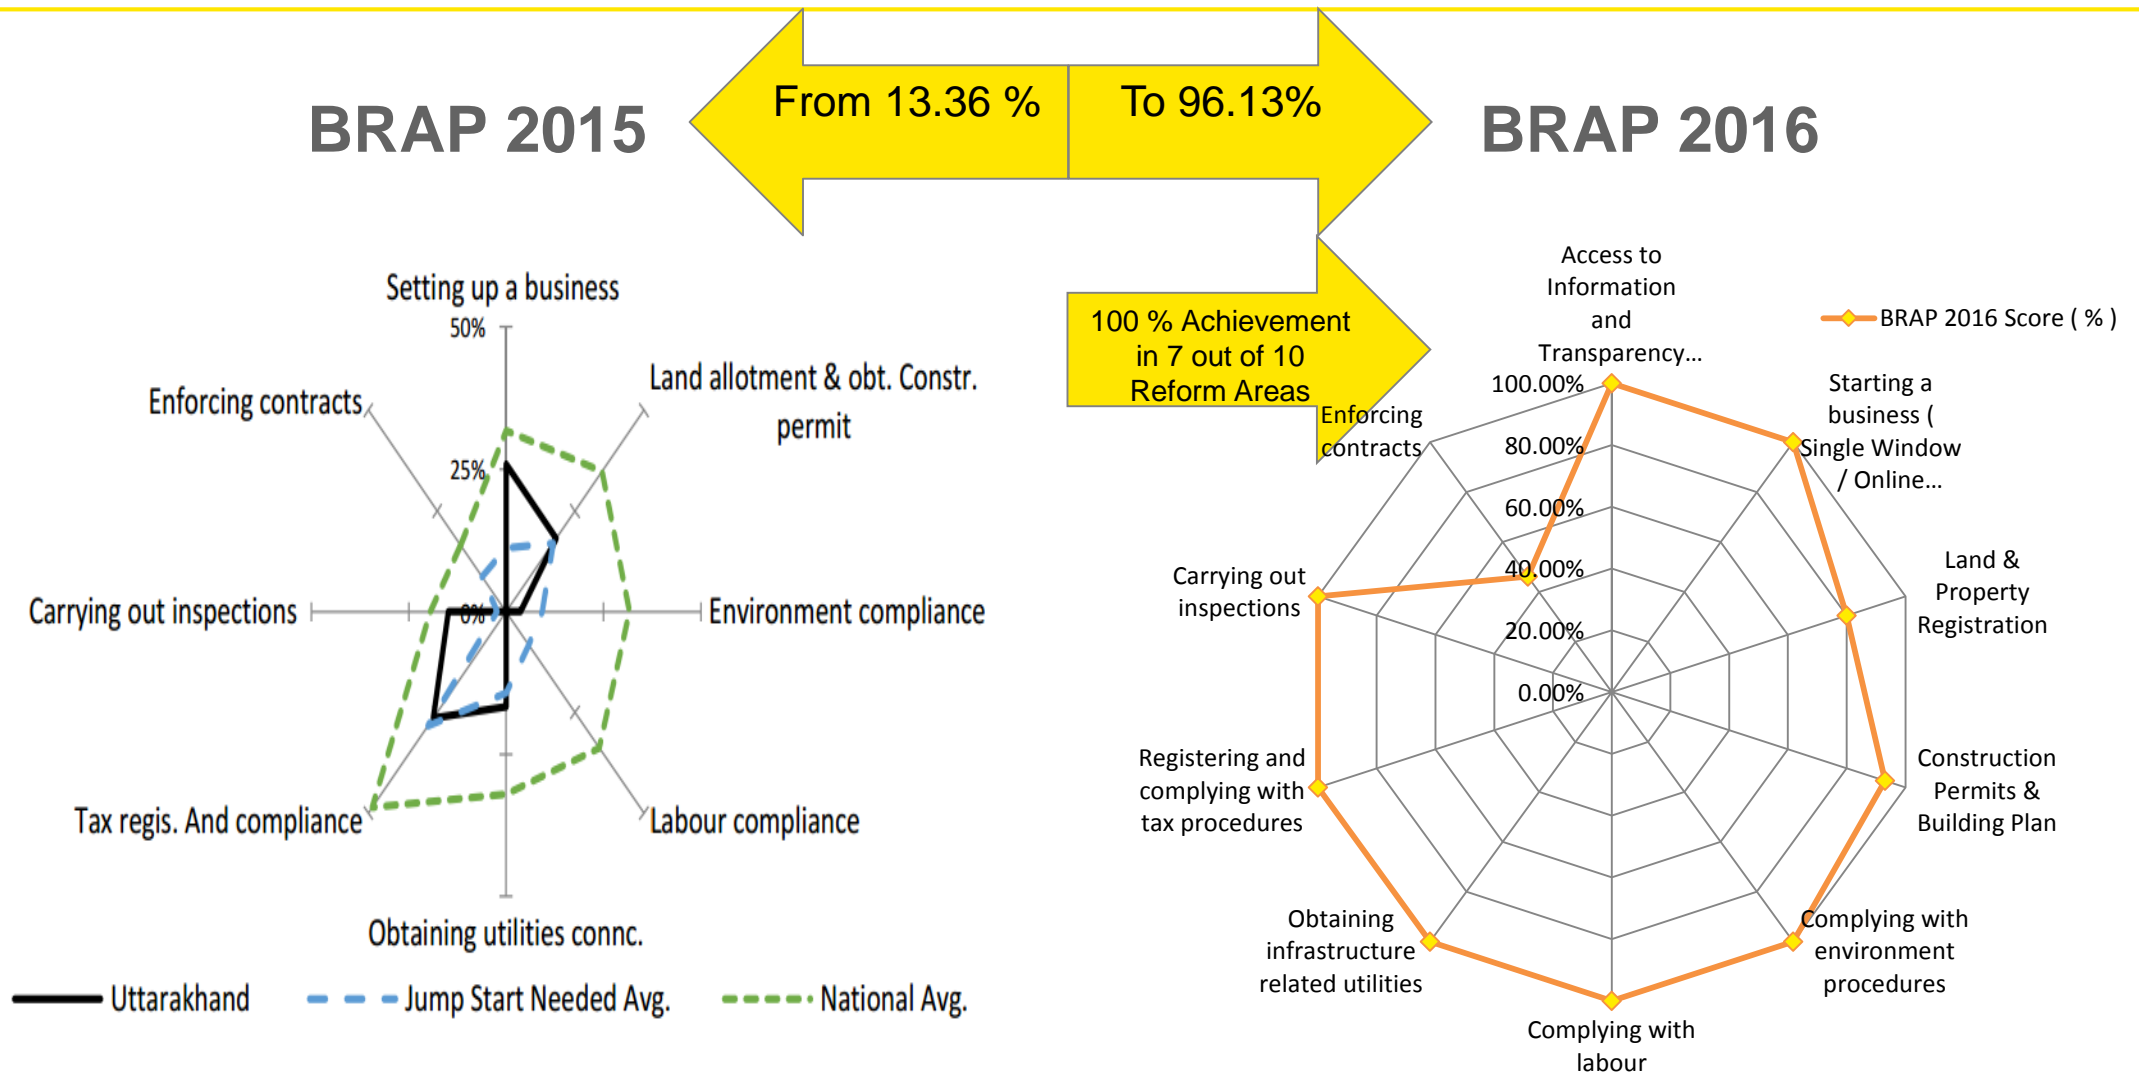 From 13.36 %
To 96.13%
BRAP 2015
BRAP 2016
Setting up a business
50%
25%
0%
Land allotment & obt. Constr.
permit
Enforcing contracts
Carrying out inspections
Environment compliance
Tax regis. And compliance
Labour compliance
Obtaining utilities connc.
Uttarakhand
Jump Start Needed Avg.
National Avg.
100 % Achievement
in 7 out of 10
Reform Areas
Access to
Information
and
Transparency...
BRAP 2016 Score ( % )
100.00%
80.00%
60.00%
40.00%
20.00%
0.00%
Starting a
business (
Single Window
/ Online...
Enforcing
contracts
Land &
Property
Registration
Carrying out
inspections
Construction
Permits &
Building Plan
Registering and
complying with
tax procedures
Complying with
environment
procedures
Obtaining
infrastructure
related utilities
Complying with
labour